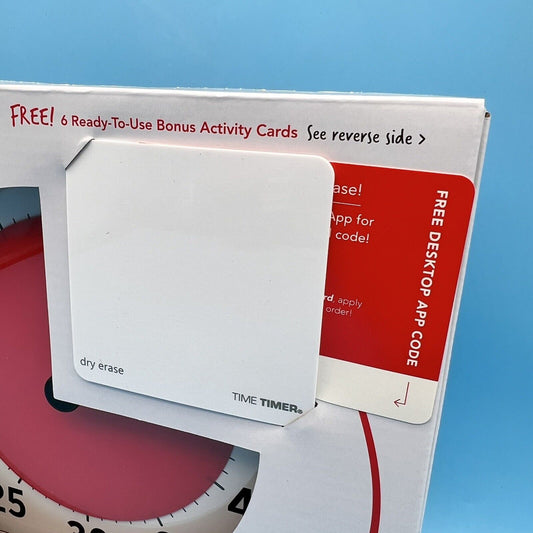 FREE! 6 Ready-To-Use Bonus Activity Cards See reverse side >
ase!
App for
code!
rd apply
order!
FREE DESKTOP APP CODE
dry erase
TIME TIMER®
25